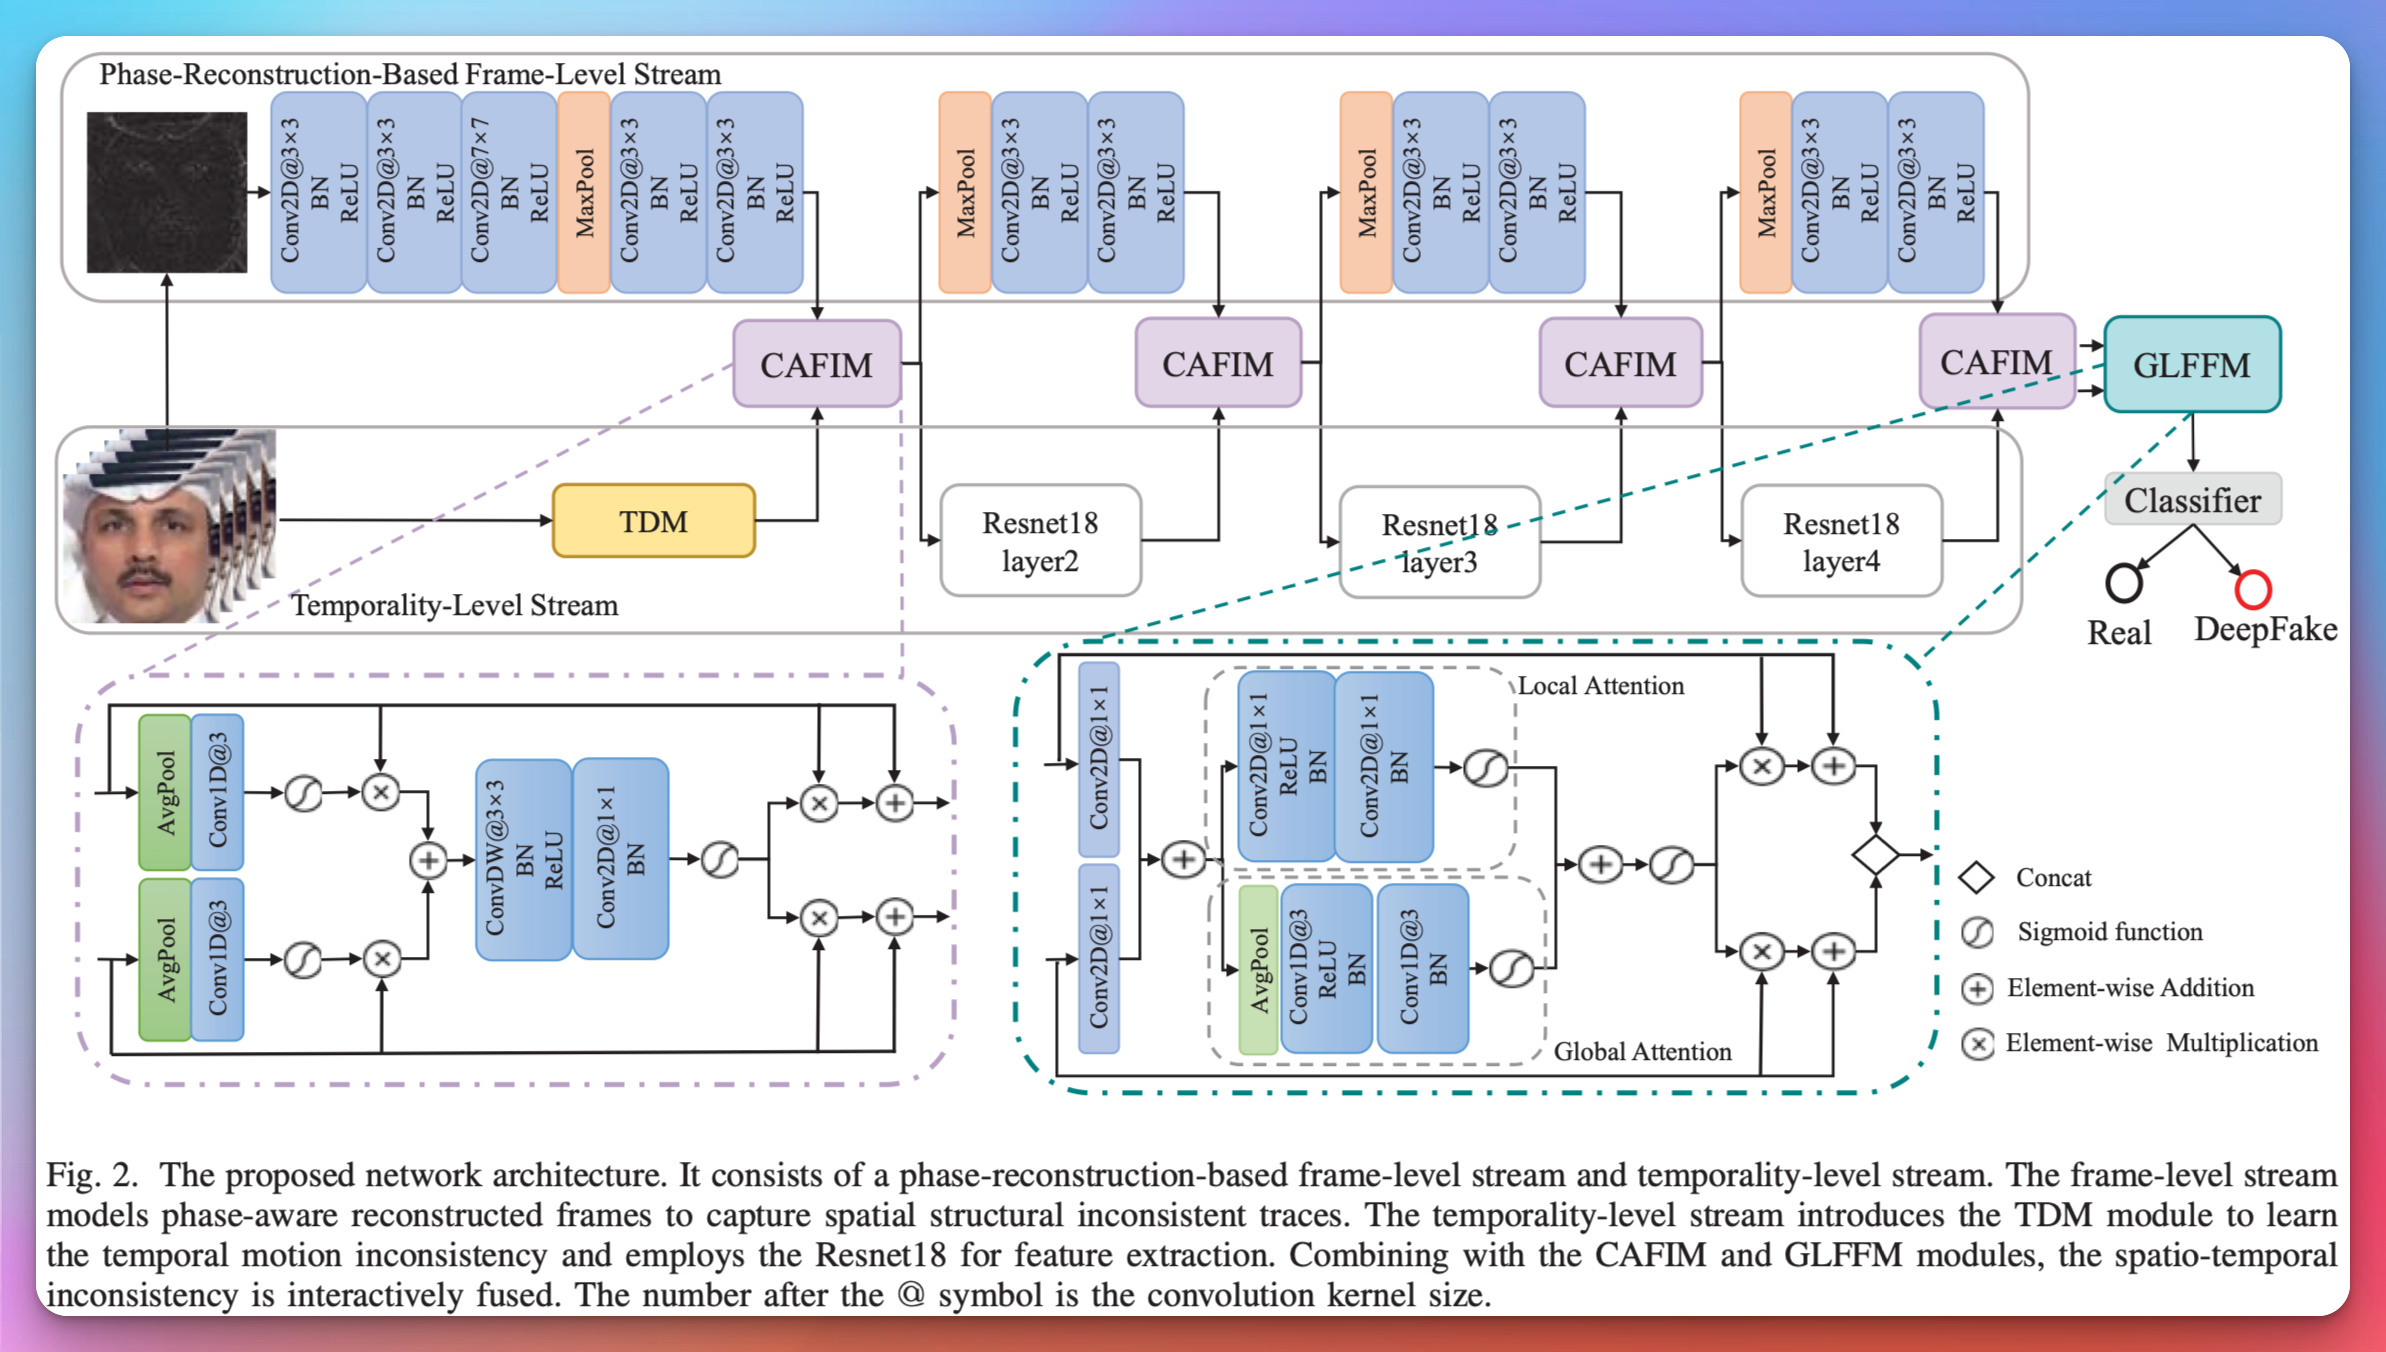 Phase-Reconstruction-Based Frame-Level Stream
Conv2D@3×3
BN
ReLU
Conv2D@3×3
BN
ReLU
Conv2D@7×7
BN
ReLU
MaxPool
Conv2D@3×3
BN
ReLU
Conv2D@3×3
BN
ReLU
MaxPool
Conv2D@3×3
BN
ReLU
Conv2D@3×3
BN
ReLU
MaxPool
Conv2D@3×3
BN
ReLU
Conv2D@3×3
BN
ReLU
MaxPool
Conv2D@3×3
BN
ReLU
Conv2D@3×3
BN
ReLU
CAFIM
CAFIM
CAFIM
CAFIM
GLFFM
TDM
Resnet18
layer2
Resnet18
layer3
Resnet18
layer4
Classifier
Temporality-Level Stream
Real
DeepFake
AvgPool
Conv1D@3
AvgPool
Conv1D@3
ConvDW@3×3
BN
ReLU
Conv2D@1×1
BN
Conv2D@1×1
Conv2D@1×1
Local Attention
Conv2D@1×1
ReLU
BN
Conv2D@1×1
BN
AvgPool
Conv1D@3
ReLU
BN
Conv1D@3
BN
Global Attention
Concat
Sigmoid function
Element-wise Addition
Element-wise Multiplication
Fig. 2. The proposed network architecture. It consists of a phase-reconstruction-based frame-level stream and temporality-level stream. The frame-level stream
models phase-aware reconstructed frames to capture spatial structural inconsistent traces. The temporality-level stream introduces the TDM module to learn
the temporal motion inconsistency and employs the Resnet18 for feature extraction. Combining with the CAFIM and GLFFM modules, the spatio-temporal
inconsistency is interactively fused. The number after the @ symbol is the convolution kernel size.